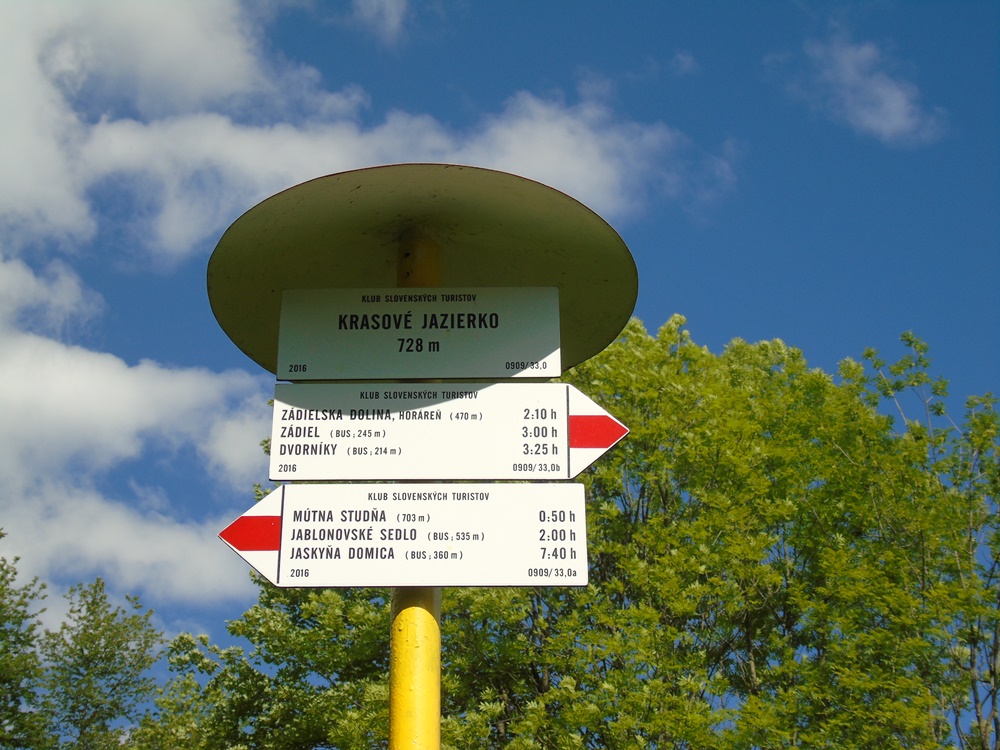 KLUB SLOVENSKÝCH TURISTOV
KRASOVÉ JAZIERKO
728 m
2016 0909/33,0
KLUB SLOVENSKÝCH TURISTOV
ZÁDIELSKA DOLINA, HORÁREŇ (470 m) 2:10 h
ZÁDIEL (BUS; 245 m) 3:00 h
DVORNÍKY (BUS; 214 m) 3:25 h
2016 0909/33,0b
KLUB SLOVENSKÝCH TURISTOV
MÚTNA STUDŇA (703 m) 0:50 h
JABLONOVSKÉ SEDLO (BUS; 535 m) 2:00 h
JASKYŇA DOMICA (BUS; 360 m) 7:40 h
2016 0909/33,0a